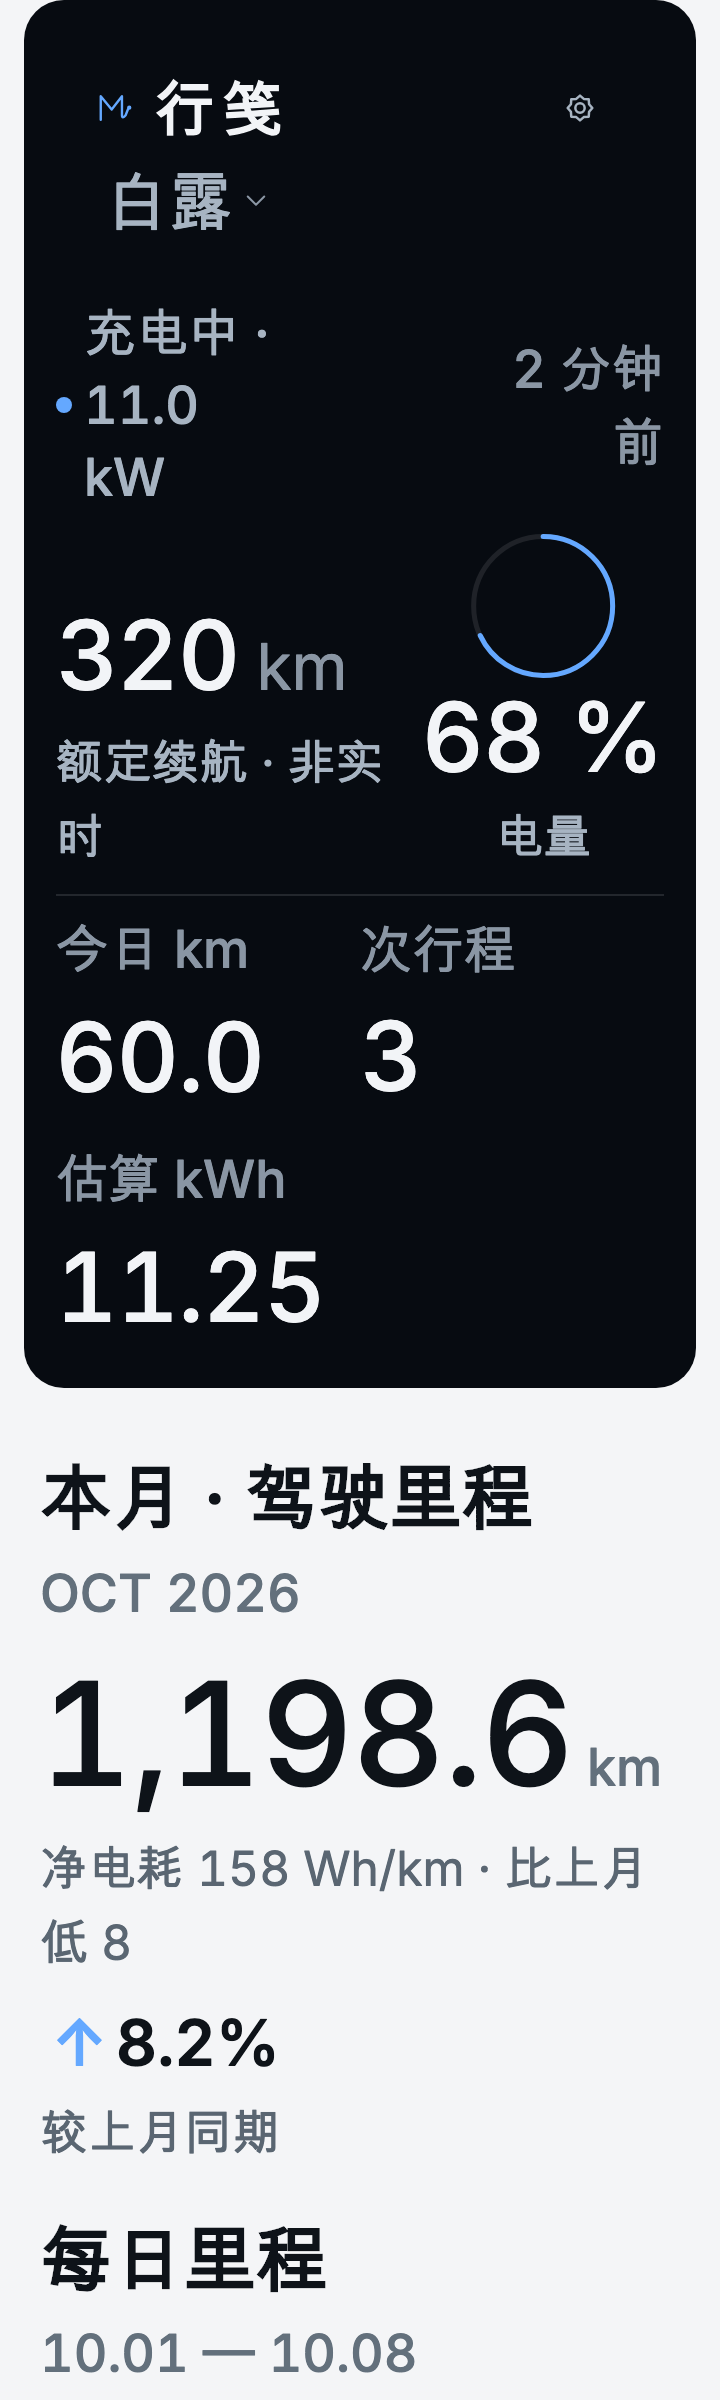 行笺
白露
充电中 ·
11.0
kW
2 分钟
前
320 km
额定续航 · 非实
时
68 %
电量
今日 km
60.0
次行程
3
估算 kWh
11.25
本月 · 驾驶里程
OCT 2026
1,198.6 km
净电耗 158 Wh/km · 比上月
低 8
↑ 8.2%
较上月同期
每日里程
10.01 — 10.08